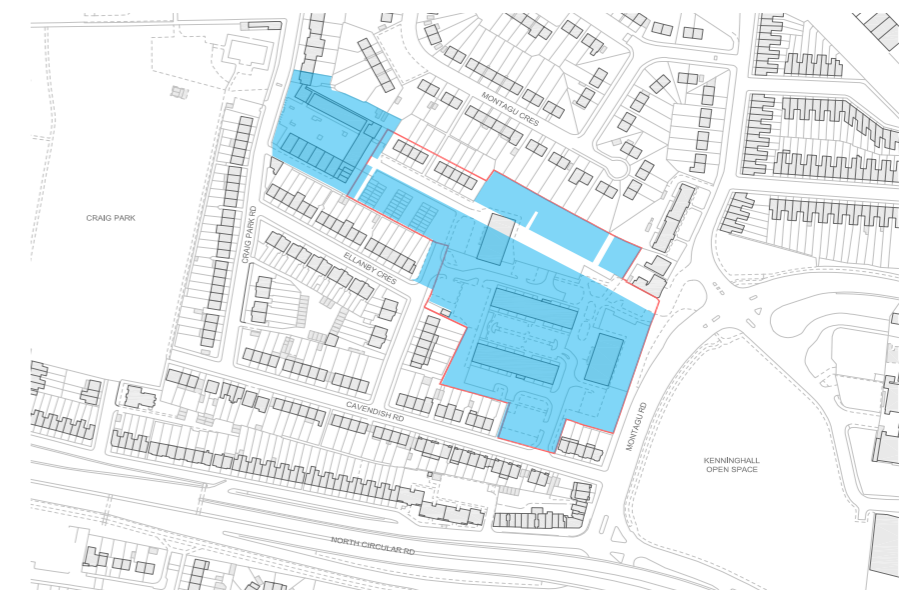 MONTAGU CRES
CRAIG PARK
CRAIG PARK RD
ELLANBY CRES
CAVENDISH RD
MONTAGU RD
KENNINGHALL
OPEN SPACE
NORTH CIRCULAR RD